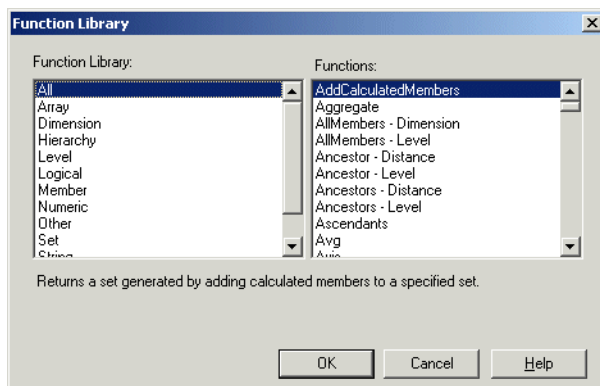 Function Library
Function Library:
All
Array
Dimension
Hierarchy
Level
Logical
Member
Numeric
Other
Set
String
Functions:
AddCalculatedMembers
Aggregate
AllMembers - Dimension
AllMembers - Level
Ancestor - Distance
Ancestor - Level
Ancestors - Distance
Ancestors - Level
Ascendants
Avg
Axis
Returns a set generated by adding calculated members to a specified set.
OK
Cancel
Help